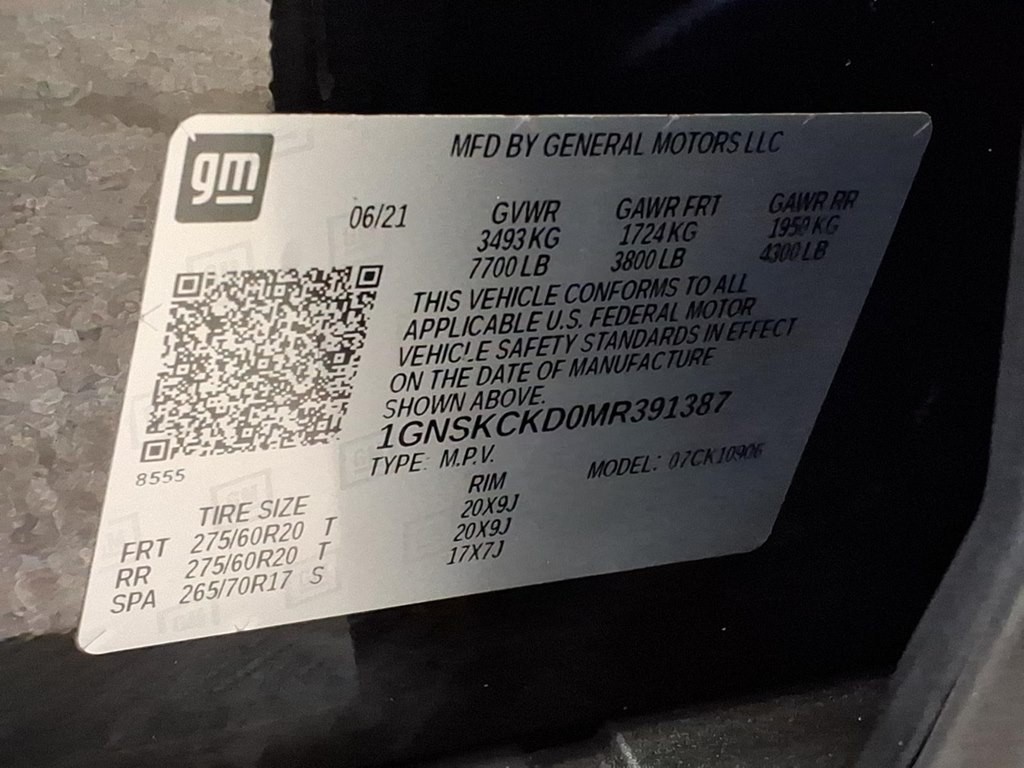 gm
MFD BY GENERAL MOTORS LLC
06/21 GVWR GAWR FRT GAWR RR
3493 KG 1724 KG 1950 KG
7700 LB 3800 LB 4300 LB
THIS VEHICLE CONFORMS TO ALL
APPLICABLE U.S. FEDERAL MOTOR
VEHICLE SAFETY STANDARDS IN EFFECT
ON THE DATE OF MANUFACTURE
SHOWN ABOVE.
1GNSKCKD0MR391387
TYPE: M.P.V. MODEL: 07CK10906
8555
TIRE SIZE RIM
FRT 275/60R20 T 20X9J
RR 275/60R20 T 20X9J
SPA 265/70R17 S 17X7J